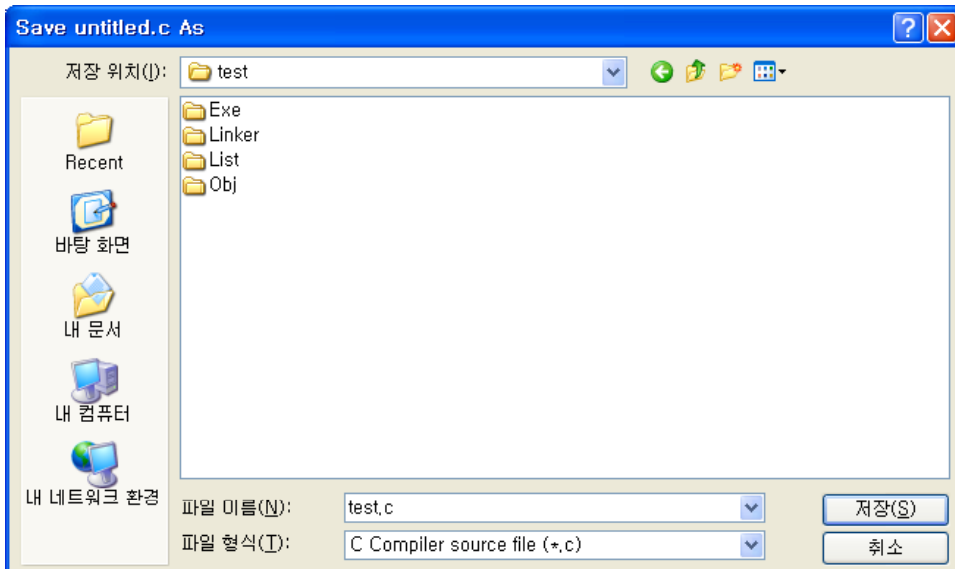 Save untitled.c As
저장 위치(I):
test
Exe
Linker
List
Obj
Recent
바탕 화면
내 문서
내 컴퓨터
내 네트워크 환경
파일 이름(N):
test.c
저장(S)
파일 형식(T):
C Compiler source file (*.c)
취소